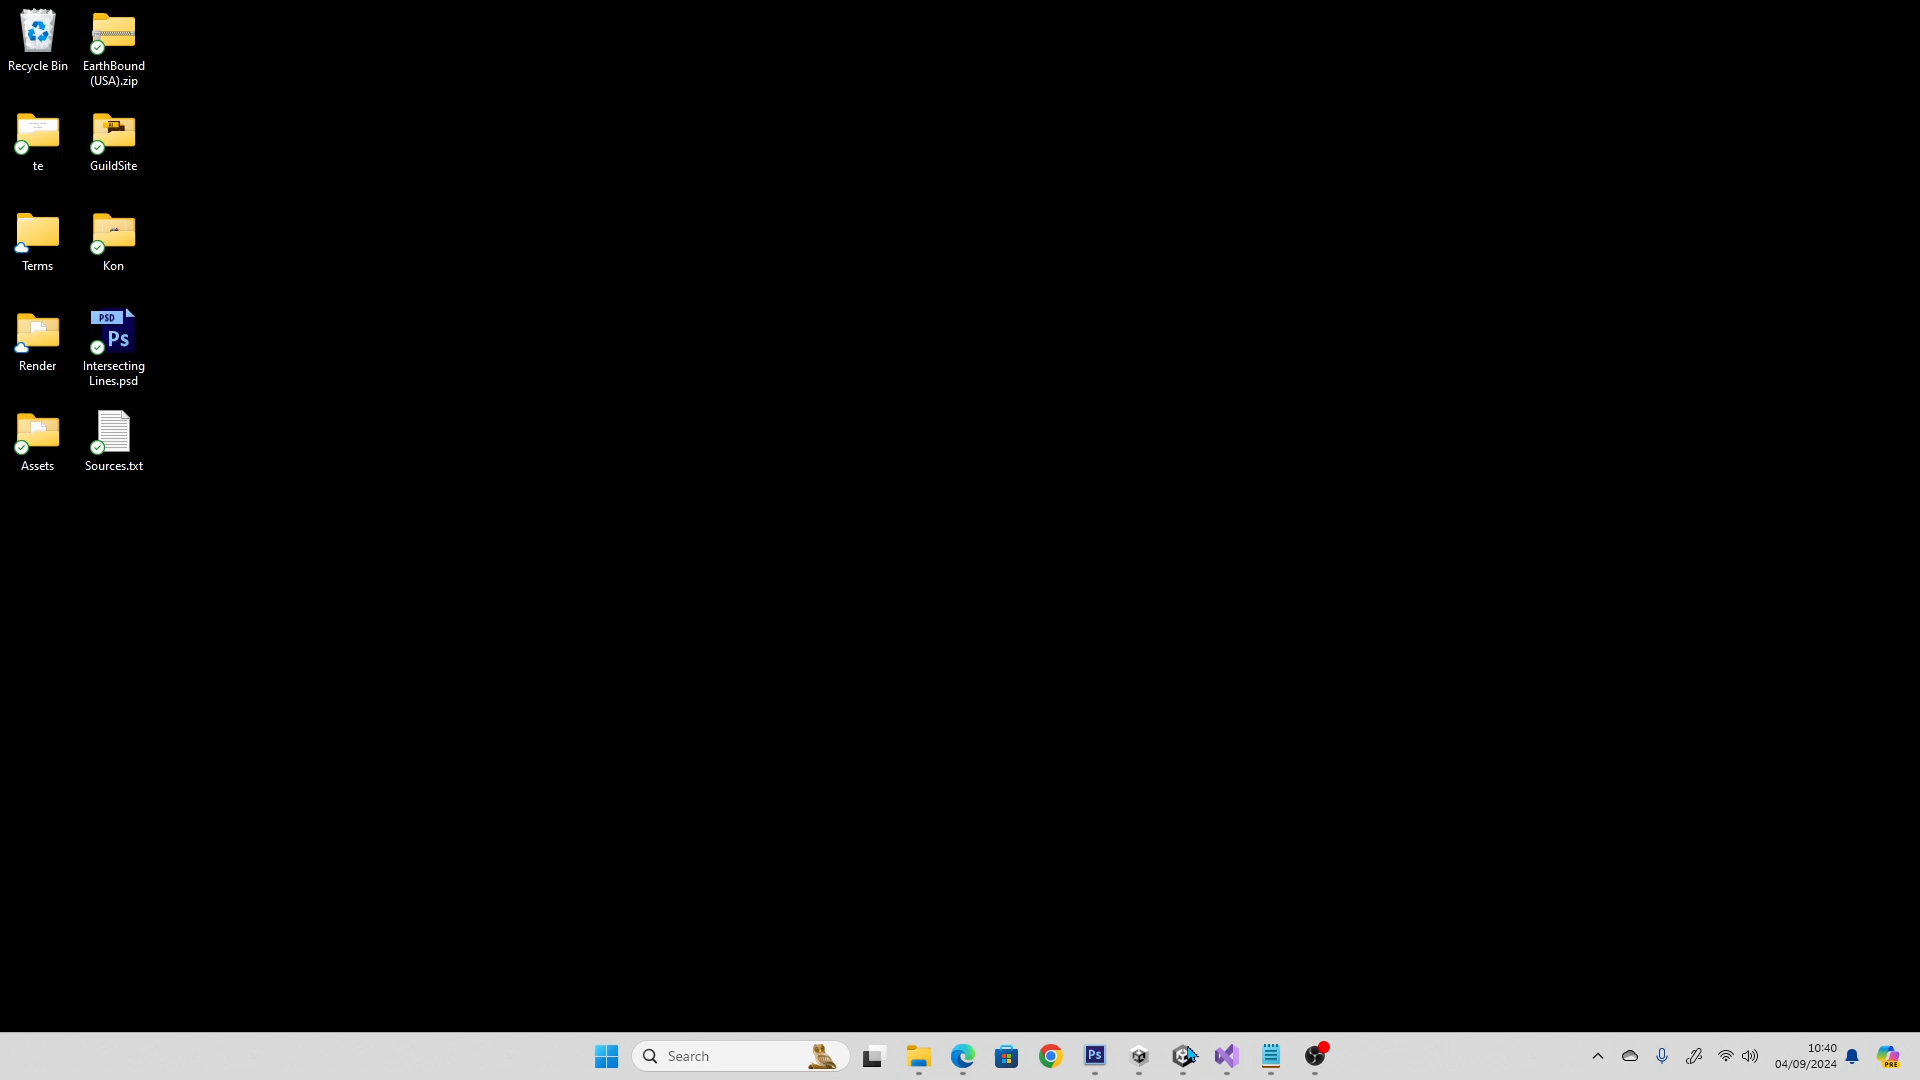 Recycle Bin
EarthBound
(USA).zip
te
GuildSite
Terms
Kon
Render
PSD
Ps
Intersecting
Lines.psd
Assets
Sources.txt
Search
Ps
10:40
04/09/2024
PRE